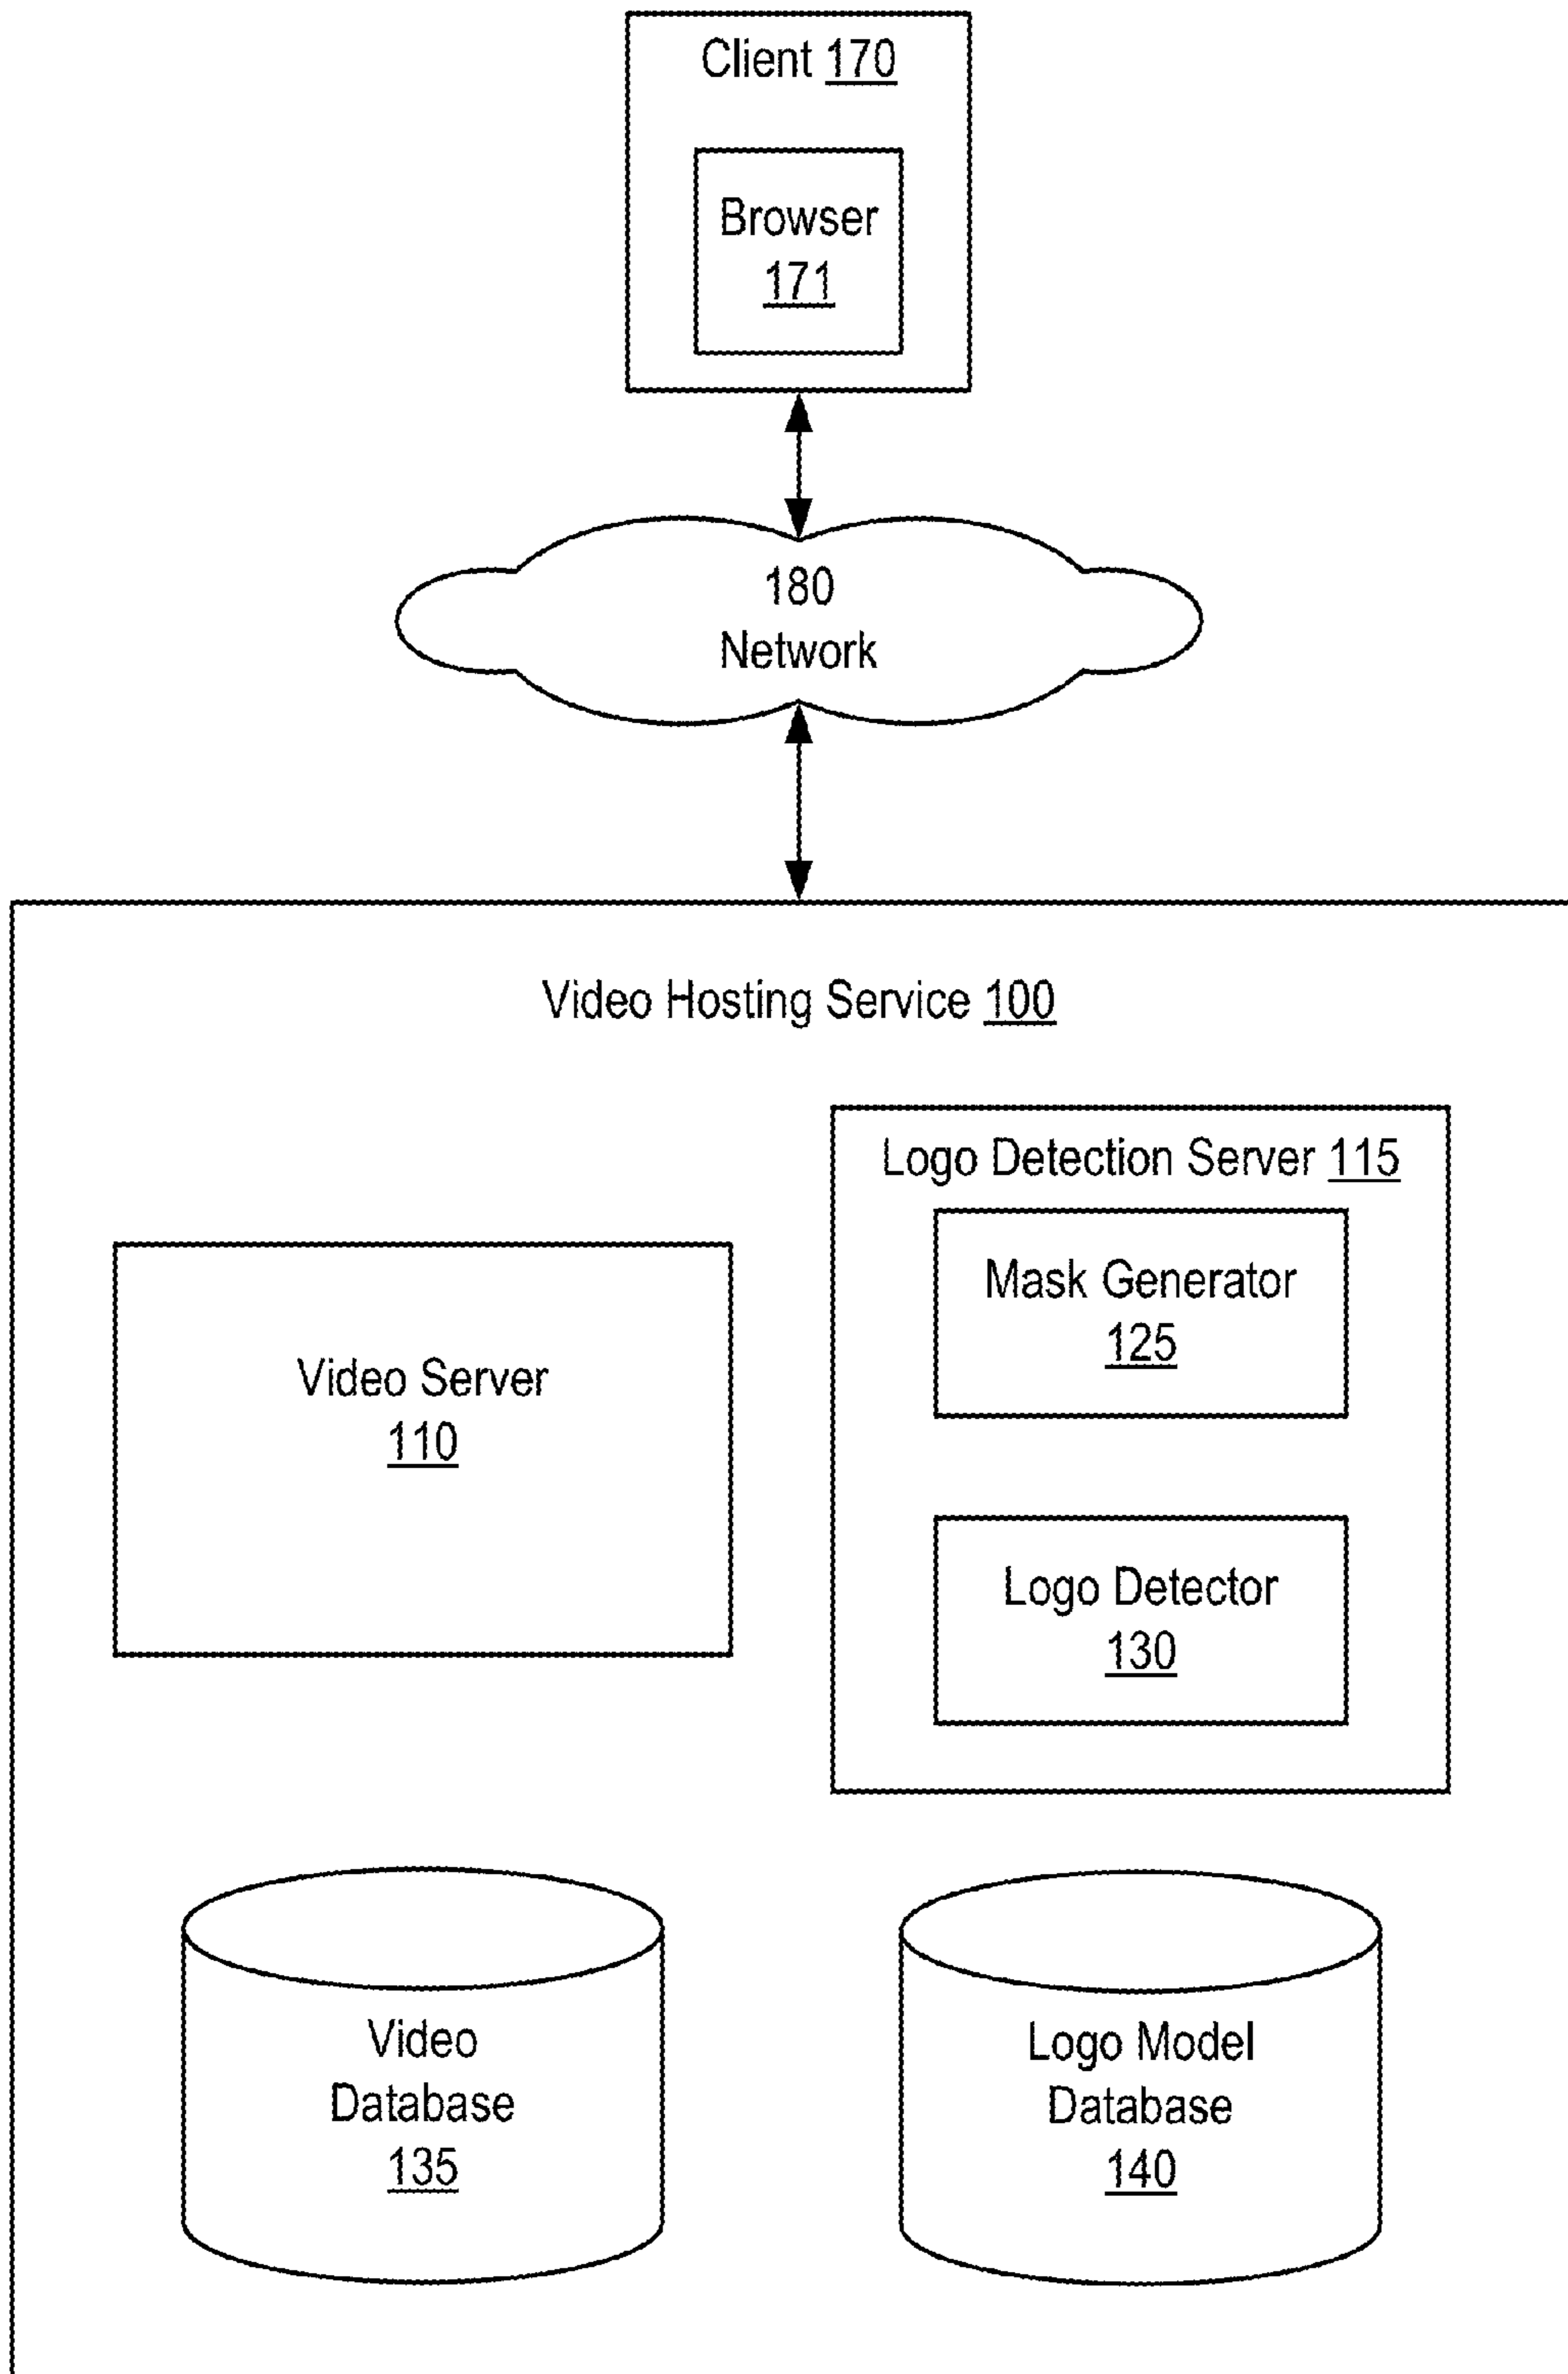 Client 170
Browser
171
180
Network
Video Hosting Service 100
Logo Detection Server 115
Mask Generator
125
Video Server
110
Logo Detector
130
Video
Database
135
Logo Model
Database
140